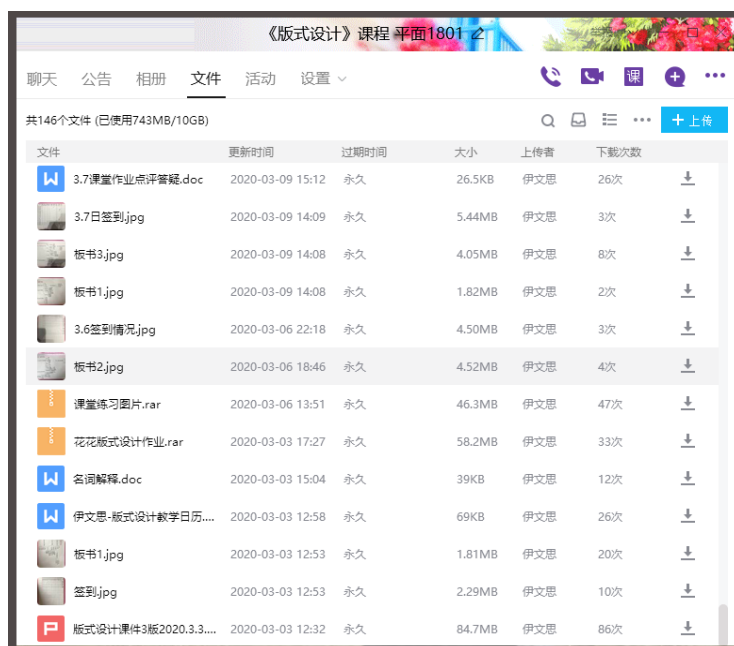 《版式设计》课程 平面1801
聊天 公告 相册 文件 活动 设置 课
共146个文件 (已使用743MB/10GB) 上传
文件 更新时间 过期时间 大小 上传者 下载次数
3.7课堂作业点评答疑.doc 2020-03-09 15:12 永久 26.5KB 伊文思 26次
3.7日签到.jpg 2020-03-09 14:09 永久 5.44MB 伊文思 3次
板书3.jpg 2020-03-09 14:08 永久 4.05MB 伊文思 8次
板书1.jpg 2020-03-09 14:08 永久 1.82MB 伊文思 2次
3.6签到情况.jpg 2020-03-06 22:18 永久 4.50MB 伊文思 3次
板书2.jpg 2020-03-06 18:46 永久 4.52MB 伊文思 4次
课堂练习图片.rar 2020-03-06 13:51 永久 46.3MB 伊文思 47次
花花版式设计作业.rar 2020-03-03 17:27 永久 58.2MB 伊文思 33次
名词解释.doc 2020-03-03 15:04 永久 39KB 伊文思 12次
伊文思-版式设计教学日历.... 2020-03-03 12:58 永久 69KB 伊文思 26次
板书1.jpg 2020-03-03 12:53 永久 1.81MB 伊文思 20次
签到.jpg 2020-03-03 12:53 永久 2.29MB 伊文思 10次
版式设计课件3版2020.3.3.... 2020-03-03 12:32 永久 84.7MB 伊文思 86次